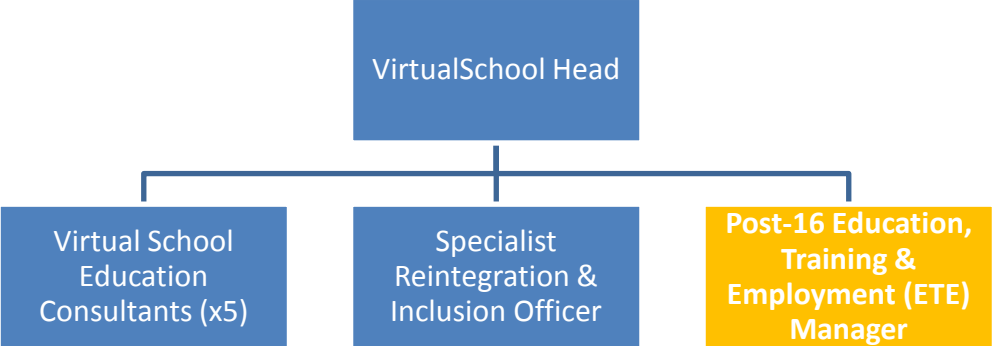 VirtualSchool Head
Virtual School
Education
Consultants (x5)
Specialist
Reintegration &
Inclusion Officer
Post-16 Education,
Training &
Employment (ETE)
Manager